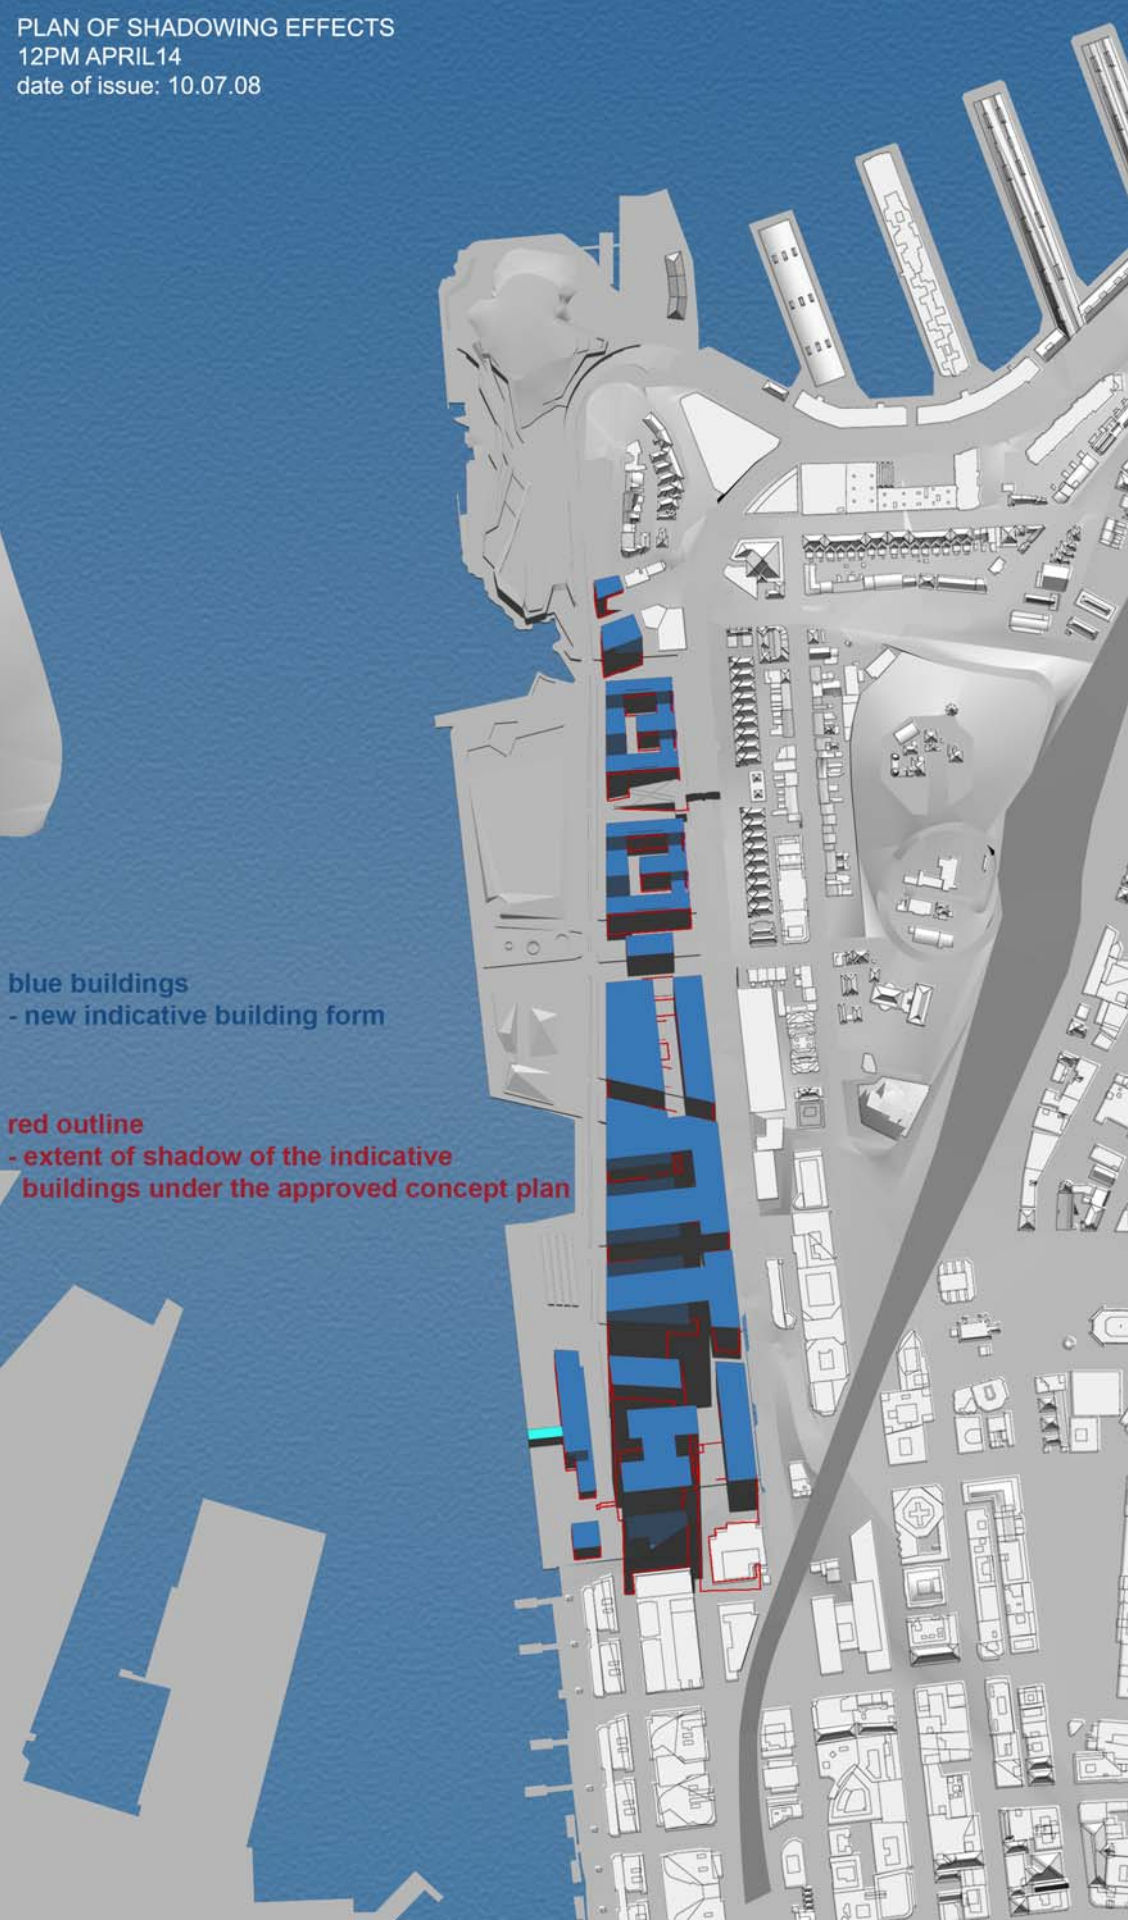 PLAN OF SHADOWING EFFECTS
12PM APRIL14
date of issue: 10.07.08
blue buildings
- new indicative building form
red outline
- extent of shadow of the indicative
buildings under the approved concept plan